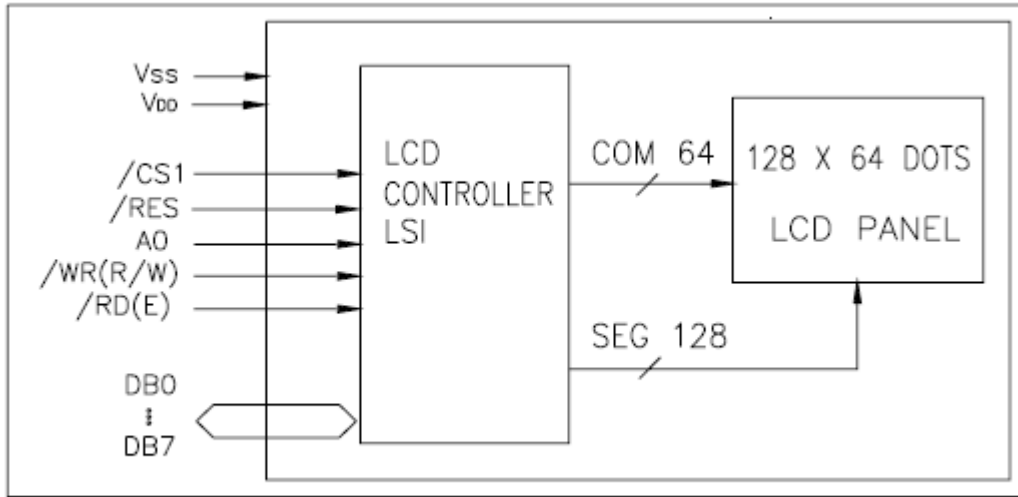 Vss
VDD
/CS1
/RES
A0
/WR(R/W)
/RD(E)
DB0
DB7
LCD
CONTROLLER
LSI
COM 64
SEG 128
128 X 64 DOTS
LCD PANEL